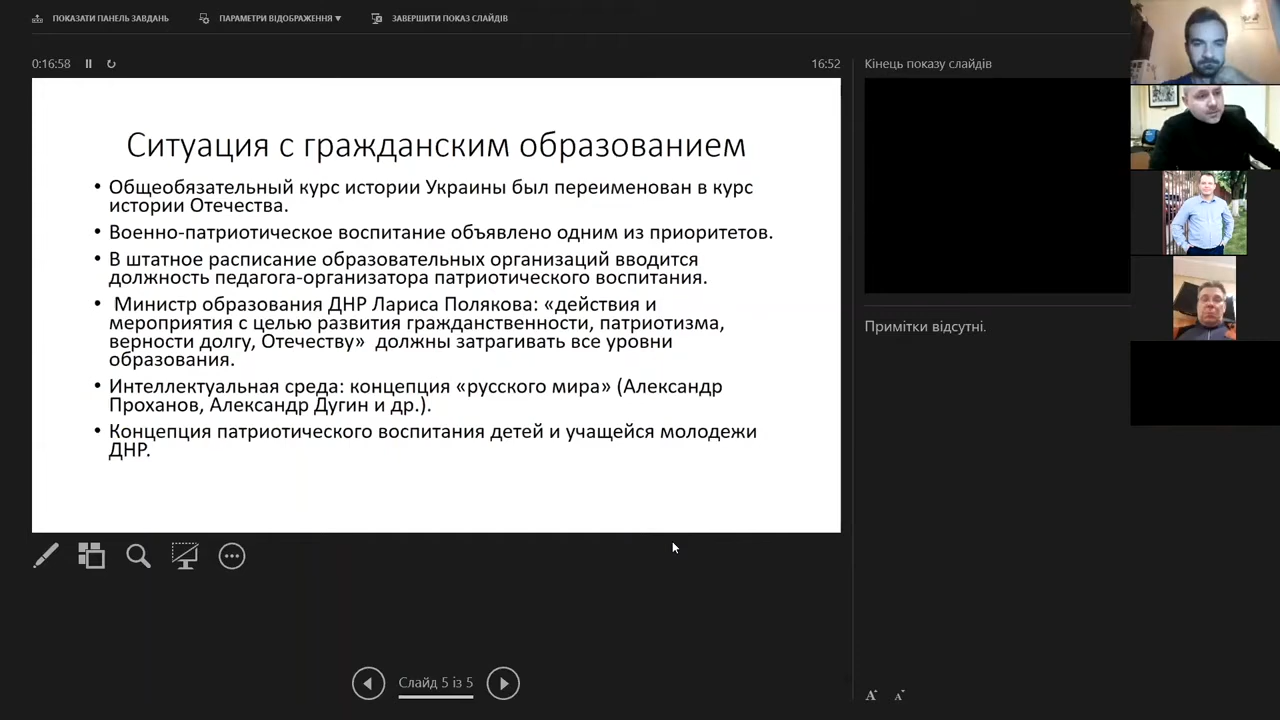 ПОКАЗАТИ ПАНЕЛЬ ЗАВДАНЬ
ПАРАМЕТРИ ВІДОБРАЖЕННЯ ▼
ЗАВЕРШИТИ ПОКАЗ СЛАЙДІВ
0:16:58
16:52
Кінець показу слайдів
Ситуация с гражданским образованием
• Общеобязательный курс истории Украины был переименован в курс
истории Отечества.
• Военно-патриотическое воспитание объявлено одним из приоритетов.
• В штатное расписание образовательных организаций вводится
должность педагога-организатора патриотического воспитания.
• Министр образования ДНР Лариса Полякова: «действия и
мероприятия с целью развития гражданственности, патриотизма,
верности долгу, Отечеству» должны затрагивать все уровни
образования.
• Интеллектуальная среда: концепция «русского мира» (Александр
Проханов, Александр Дугин и др.).
• Концепция патриотического воспитания детей и учащейся молодежи
ДНР.
Примітки відсутні.
Слайд 5 із 5
A A